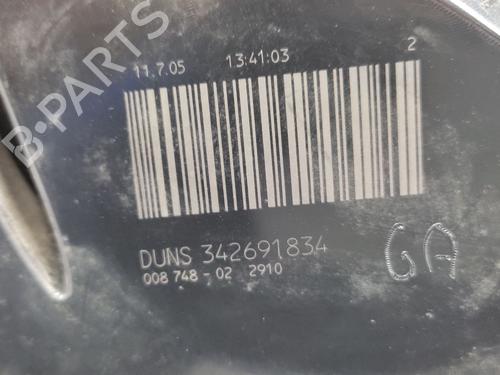 11.7.05 13:41:03 2
B-PARTS
DUNS 342691834
008 748 - 02 2910
GA